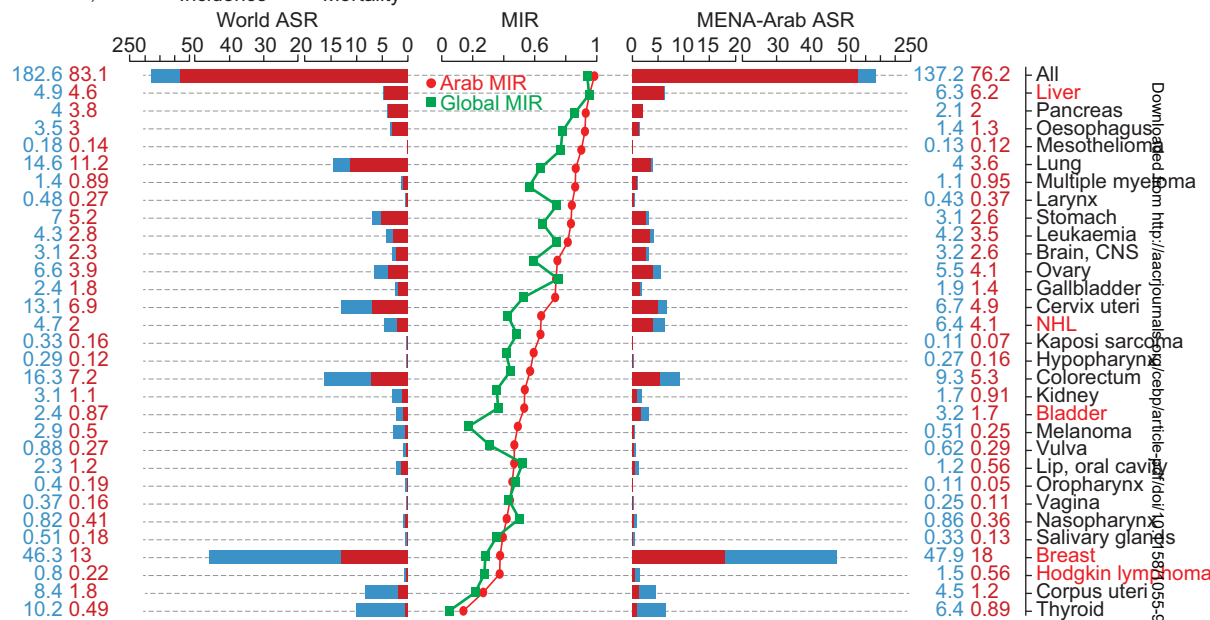 Incidence Mortality
World ASR MIR MENA-Arab ASR
250 50 40 30 20 15 10 5 0 0 0.2 0.6 1 0 5 10 15 20 30 40 50 250
Arab MIR
Global MIR
182.6 83.1 137.2 76.2 All
4.9 4.6 6.3 6.2 Liver
4 3.8 2.1 2 Pancreas
3.5 3 1.4 1.3 Oesophagus
0.18 0.14 0.13 0.12 Mesothelioma
14.6 11.2 4 3.6 Lung
1.4 0.89 1.1 0.95 Multiple myeloma
0.48 0.27 0.43 0.37 Larynx
7 5.2 3.1 2.6 Stomach
4.3 2.8 4.2 3.5 Leukaemia
3.1 2.3 3.2 2.6 Brain, CNS
6.6 3.9 5.5 4.1 Ovary
2.4 1.8 1.9 1.4 Gallbladder
13.1 6.9 6.7 4.9 Cervix uteri
4.7 2 6.4 4.1 NHL
0.33 0.16 0.11 0.07 Kaposi sarcoma
0.29 0.12 0.27 0.16 Hypopharynx
16.3 7.2 9.3 5.3 Colorectum
3.1 1.1 1.7 0.91 Kidney
2.4 0.87 3.2 1.7 Bladder
2.9 0.5 0.51 0.25 Melanoma
0.88 0.27 0.62 0.29 Vulva
2.3 1.2 1.2 0.56 Lip, oral cavity
0.4 0.19 0.11 0.05 Oropharynx
0.37 0.16 0.25 0.11 Vagina
0.82 0.41 0.86 0.36 Nasopharynx
0.51 0.18 0.33 0.13 Salivary glands
46.3 13 47.9 18 Breast
0.8 0.22 1.5 0.56 Hodgkin lymphoma
8.4 1.8 4.5 1.2 Corpus uteri
10.2 0.49 6.4 0.89 Thyroid
Downloaded from